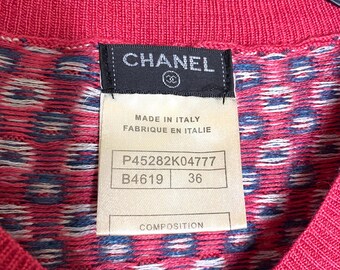 CHANEL
MADE IN ITALY
FABRIQUE EN ITALIE
P45282K04777
B4619 36
COMPOSITION